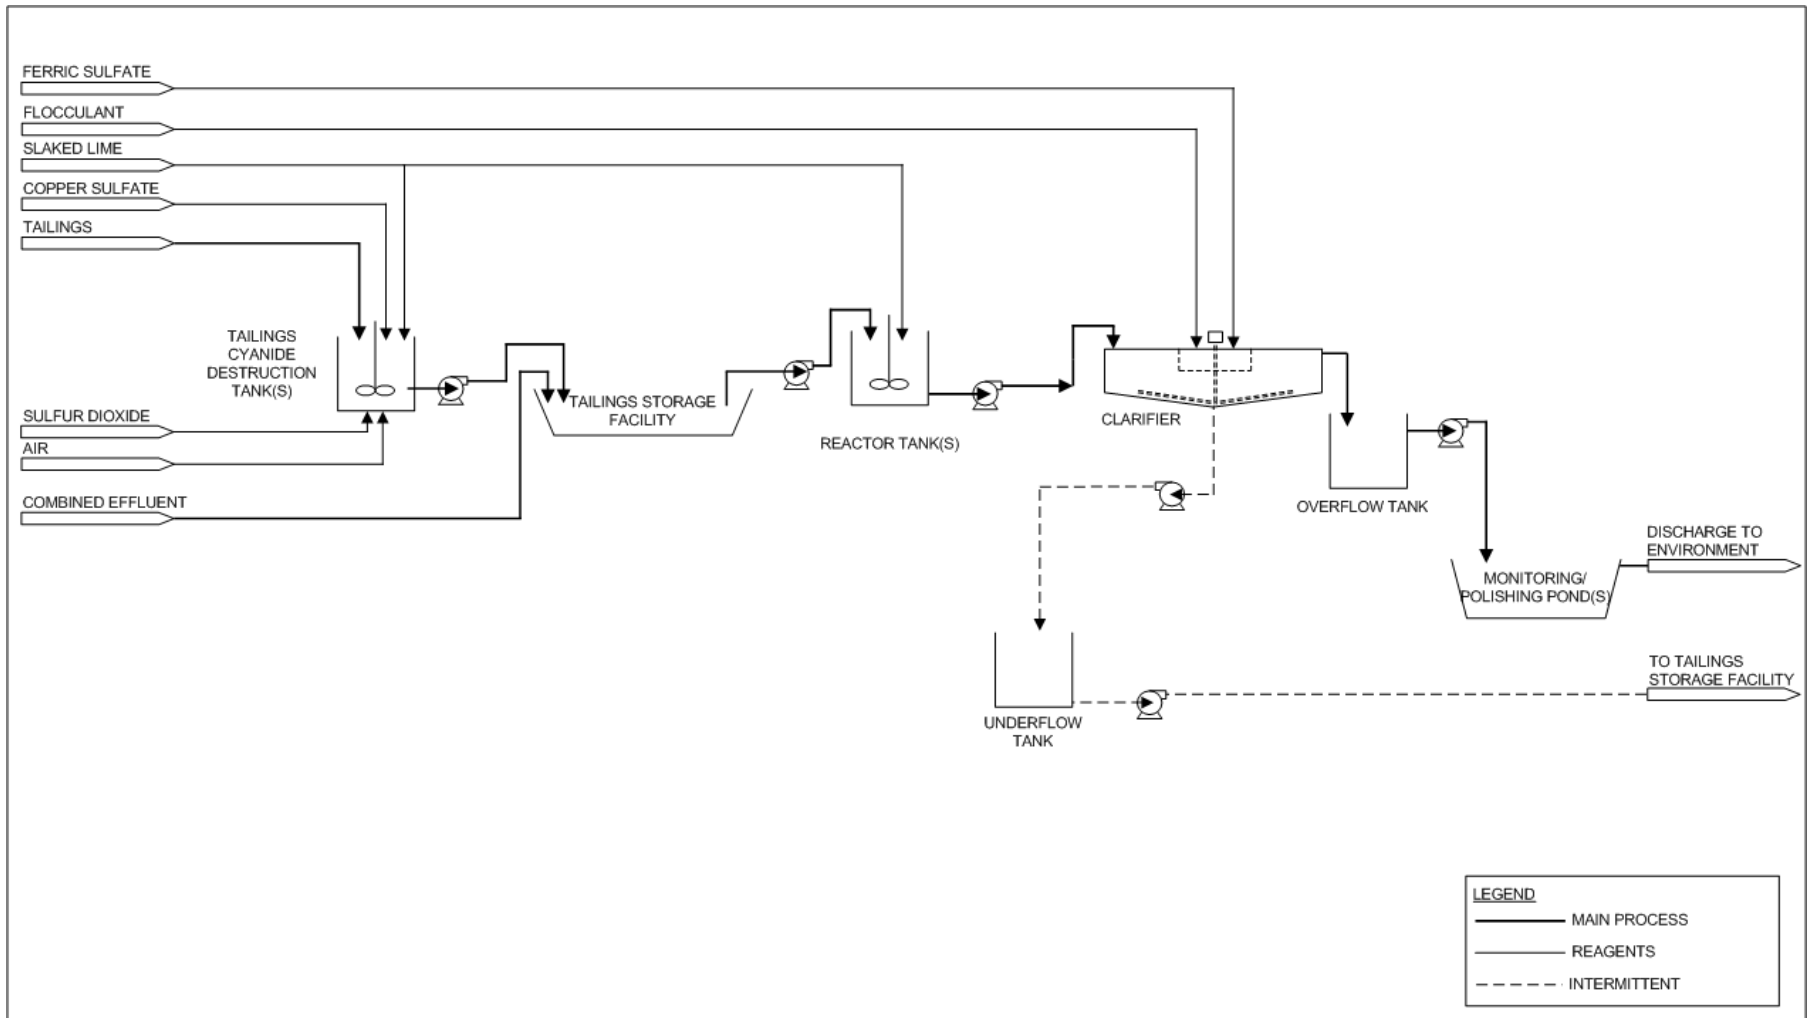 FERRIC SULFATE
FLOCCULANT
SLAKED LIME
COPPER SULFATE
TAILINGS
TAILINGS
CYANIDE
DESTRUCTION
TANK(S)
SULFUR DIOXIDE
AIR
COMBINED EFFLUENT
TAILINGS STORAGE
FACILITY
REACTOR TANK(S)
CLARIFIER
OVERFLOW TANK
DISCHARGE TO
ENVIRONMENT
MONITORING/
POLISHING POND(S)
TO TAILINGS
STORAGE FACILITY
UNDERFLOW
TANK
LEGEND
MAIN PROCESS
REAGENTS
INTERMITTENT